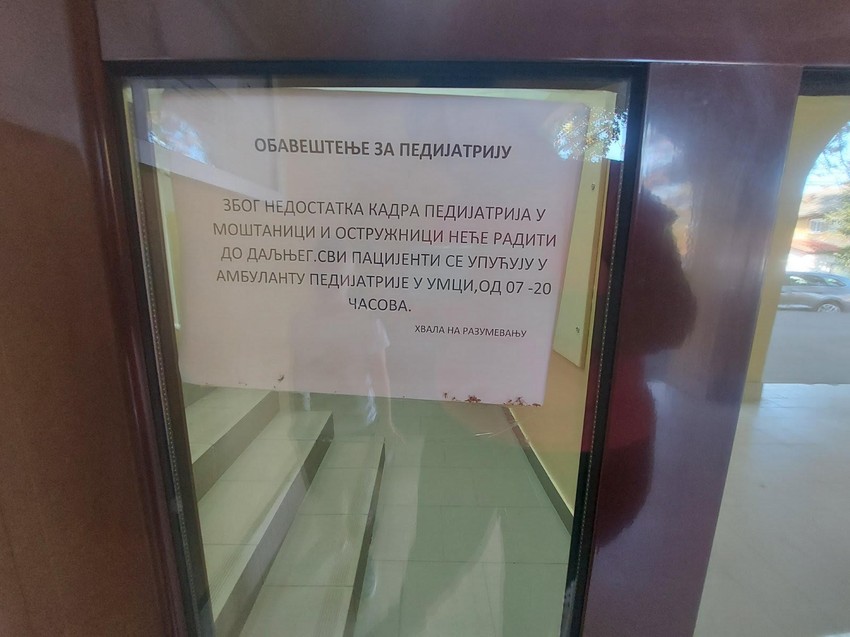 ОБАВЕШТЕЊЕ ЗА ПЕДИЈАТРИЈУ
ЗБОГ НЕДОСТАТКА КАДРА ПЕДИЈАТРИЈА У
МОШТАНИЦИ И ОСТРУЖНИЦИ НЕЋЕ РАДИТИ
ДО ДАЉЊЕГ.СВИ ПАЦИЈЕНТИ СЕ УПУЋУЈУ У
АМБУЛАНТУ ПЕДИЈАТРИЈЕ У УМЦИ,ОД 07 -20
ЧАСОВА.
ХВАЛА НА РАЗУМЕВАЊУ